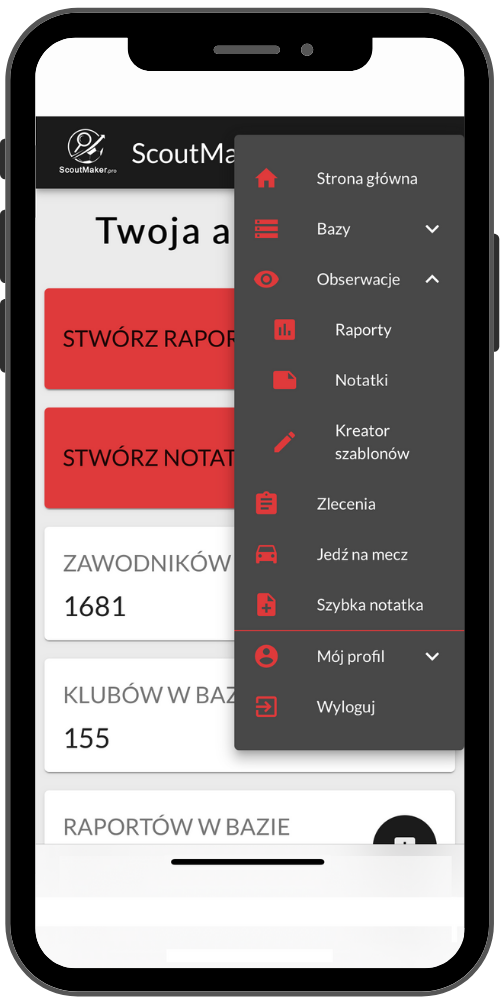 ScoutMaker.pro
ScoutMa
Twoja a
STWÓRZ RAPOR
STWÓRZ NOTAT
ZAWODNIKÓW
1681
KLUBÓW W BAZ
155
RAPORTÓW W BAZIE
Strona główna
Bazy
Obserwacje
Raporty
Notatki
Kreator
szablonów
Zlecenia
Jedź na mecz
Szybka notatka
Mój profil
Wyloguj